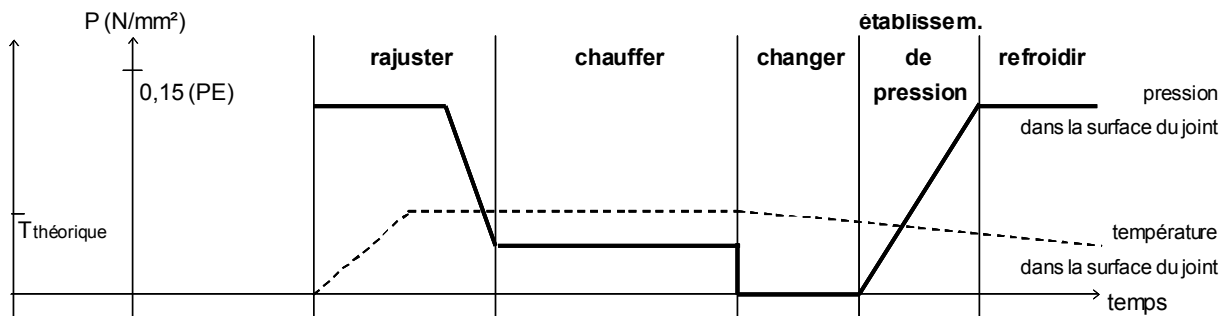 P (N/mm²)
0,15 (PE)
T théorique
rajuster
chauffer
changer
établissem.
de
pression
refroidir
pression
dans la surface du joint
température
dans la surface du joint
temps